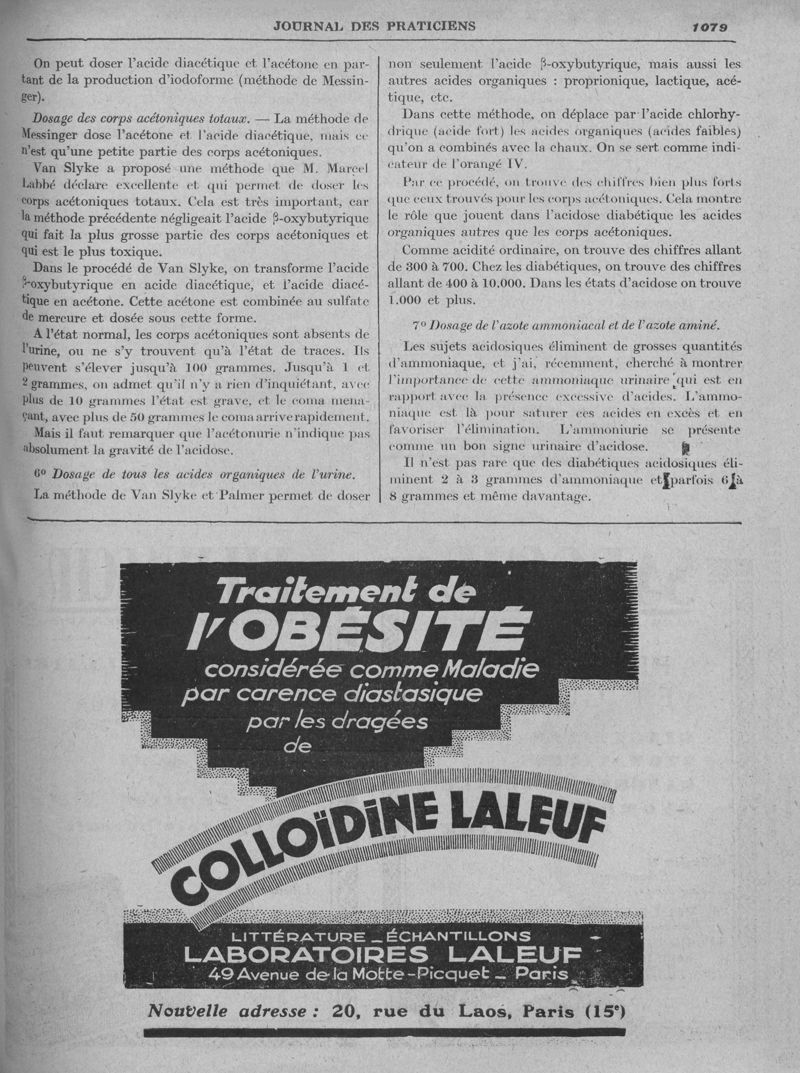 JOURNAL DES PRATICIENS 1079
On peut doser l'acide diacétique et l'acétone en par-
tant de la production d'iodoforme (méthode de Messin-
ger).
Dosage des corps acétoniques totaux. — La méthode de
Messinger dose l'acétone et l'acide diacétique, mais ce
n'est qu'une petite partie des corps acétoniques.
Van Slyke a proposé une méthode que M. Marcel
Labbé déclare excellente et qui permet de doser les
corps acétoniques totaux. Cela est très important, car
la méthode précédente négligeait l'acide β-oxybutyrique
qui fait la plus grosse partie des corps acétoniques et
qui est le plus toxique.
Dans le procédé de Van Slyke, on transforme l'acide
β-oxybutyrique en acide diacétique, et l'acide diacé-
tique en acétone. Cette acétone est combinée au sulfate
de mercure et dosée sous cette forme.
A l'état normal, les corps acétoniques sont absents de
l'urine, ou ne s'y trouvent qu'à l'état de traces. Ils
peuvent s'élever jusqu'à 100 grammes. Jusqu'à 1 et
2 grammes, on admet qu'il n'y a rien d'inquiétant, avec
plus de 10 grammes l'état est grave, et le coma mena-
çant, avec plus de 50 grammes le coma arrive rapidement.
Mais il faut remarquer que l'acétonurie n'indique pas
absolument la gravité de l'acidose.
6º Dosage de tous les acides organiques de l'urine.
La méthode de Van Slyke et Palmer permet de doser
non seulement l'acide β-oxybutyrique, mais aussi les
autres acides organiques : proprionique, lactique, acé-
tique, etc.
Dans cette méthode, on déplace par l'acide chlorhy-
drique (acide fort) les acides organiques (acides faibles)
qu'on a combinés avec la chaux. On se sert comme indi-
cateur de l'orangé IV.
Par ce procédé, on trouve des chiffres bien plus forts
que ceux trouvés pour les corps acétoniques. Cela montre
le rôle que jouent dans l'acidose diabétique les acides
organiques autres que les corps acétoniques.
Comme acidité ordinaire, on trouve des chiffres allant
de 300 à 700. Chez les diabétiques, on trouve des chiffres
allant de 400 à 10.000. Dans les états d'acidose on trouve
1.000 et plus.
7º Dosage de l'azote ammoniacal et de l'azote aminé.
Les sujets acidosiques éliminent de grosses quantités
d'ammoniaque, et j'ai, récemment, cherché à montrer
l'importance de cette ammoniaque urinaire qui est en
rapport avec la présence excessive d'acides. L'ammo-
niaque est là pour saturer ces acides en excès et en
favoriser l'élimination. L'ammoniurie se présente
comme un bon signe urinaire d'acidose.
Il n'est pas rare que des diabétiques acidosiques éli-
minent 2 à 3 grammes d'ammoniaque et parfois 6 à
8 grammes et même davantage.
Traitement de
l'OBÉSITÉ
considérée comme Maladie
par carence diastasique
par les dragées
de
COLLOÏDINE LALEUF
LITTÉRATURE _ ÉCHANTILLONS
LABORATOIRES LALEUF
49 Avenue de la Motte-Picquet _ Paris
Nouvelle adresse : 20, rue du Laos, Paris (15e)